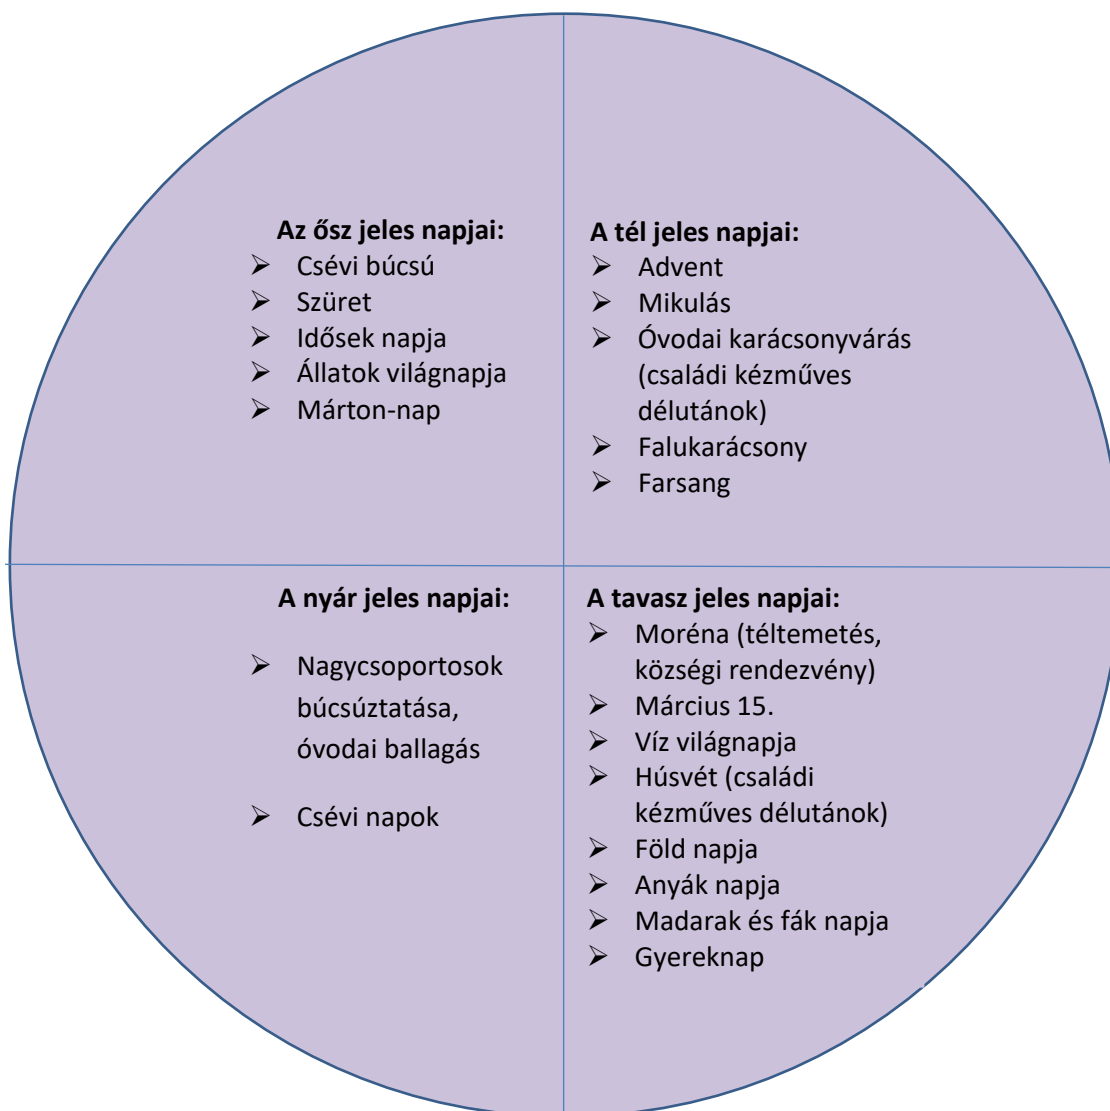 Az ősz jeles napjai:
➢ Csévi búcsú
➢ Szüret
➢ Idősek napja
➢ Állatok világnapja
➢ Márton-nap
A tél jeles napjai:
➢ Advent
➢ Mikulás
➢ Óvodai karácsonyvárás
(családi kézműves
délutánok)
➢ Falukarácsony
➢ Farsang
A nyár jeles napjai:
➢ Nagycsoportosok
búcsúztatása,
óvodai ballagás
➢ Csévi napok
A tavasz jeles napjai:
➢ Moréna (téltemetés,
községi rendezvény)
➢ Március 15.
➢ Víz világnapja
➢ Húsvét (családi
kézműves délutánok)
➢ Föld napja
➢ Anyák napja
➢ Madarak és fák napja
➢ Gyereknap